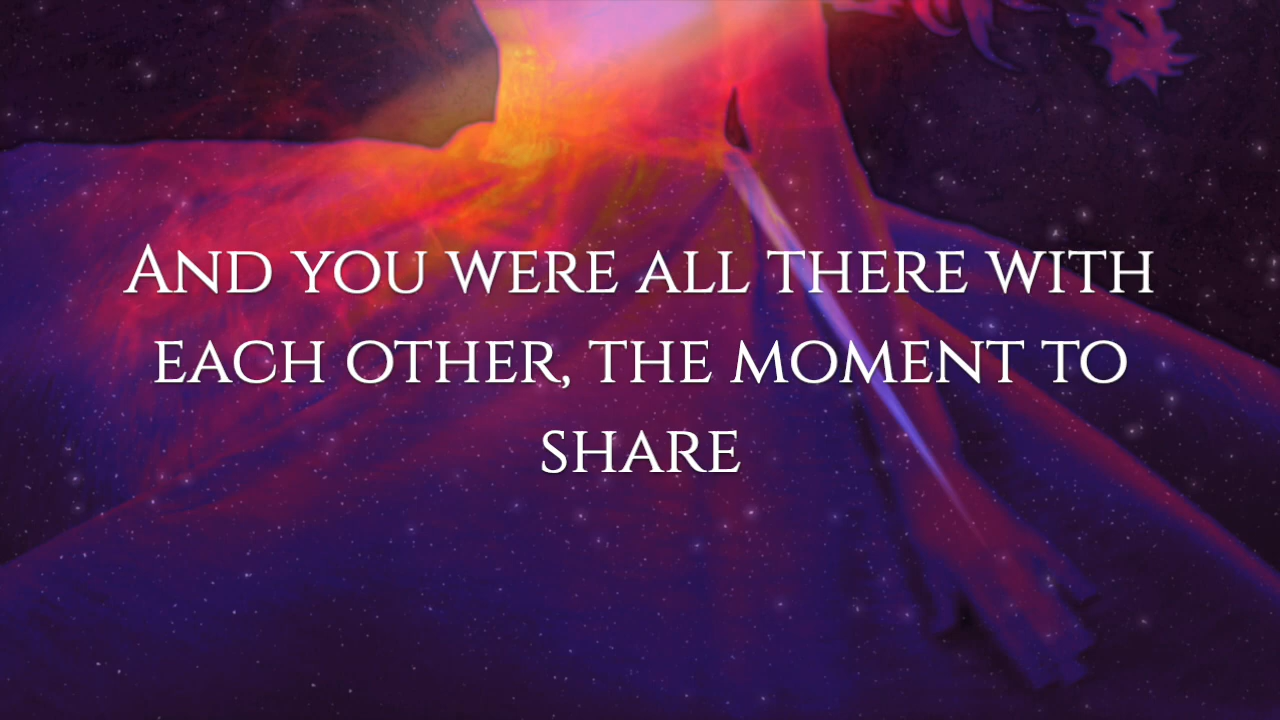 And you were all there with
each other, the moment to
share